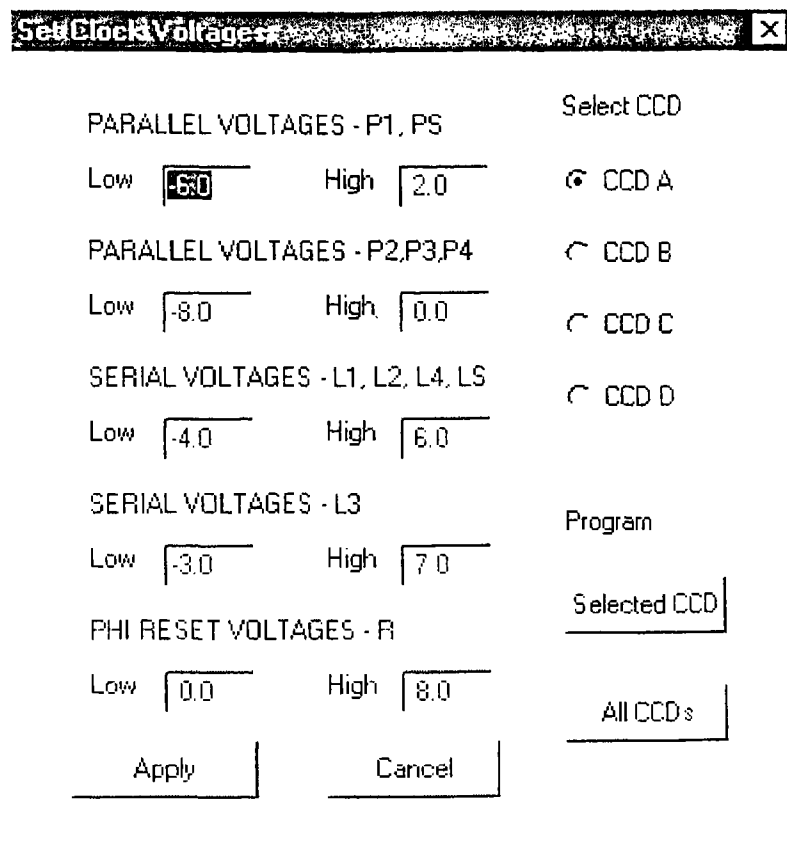 Set Clock Voltages
PARALLEL VOLTAGES - P1, PS
Low -6.0 High 2.0
PARALLEL VOLTAGES - P2,P3,P4
Low -8.0 High 0.0
SERIAL VOLTAGES - L1, L2, L4, LS
Low -4.0 High 6.0
SERIAL VOLTAGES - L3
Low -3.0 High 7.0
PHI RESET VOLTAGES - R
Low 0.0 High 8.0
Apply Cancel
Select CCD
CCD A
CCD B
CCD C
CCD D
Program
Selected CCD
All CCDs